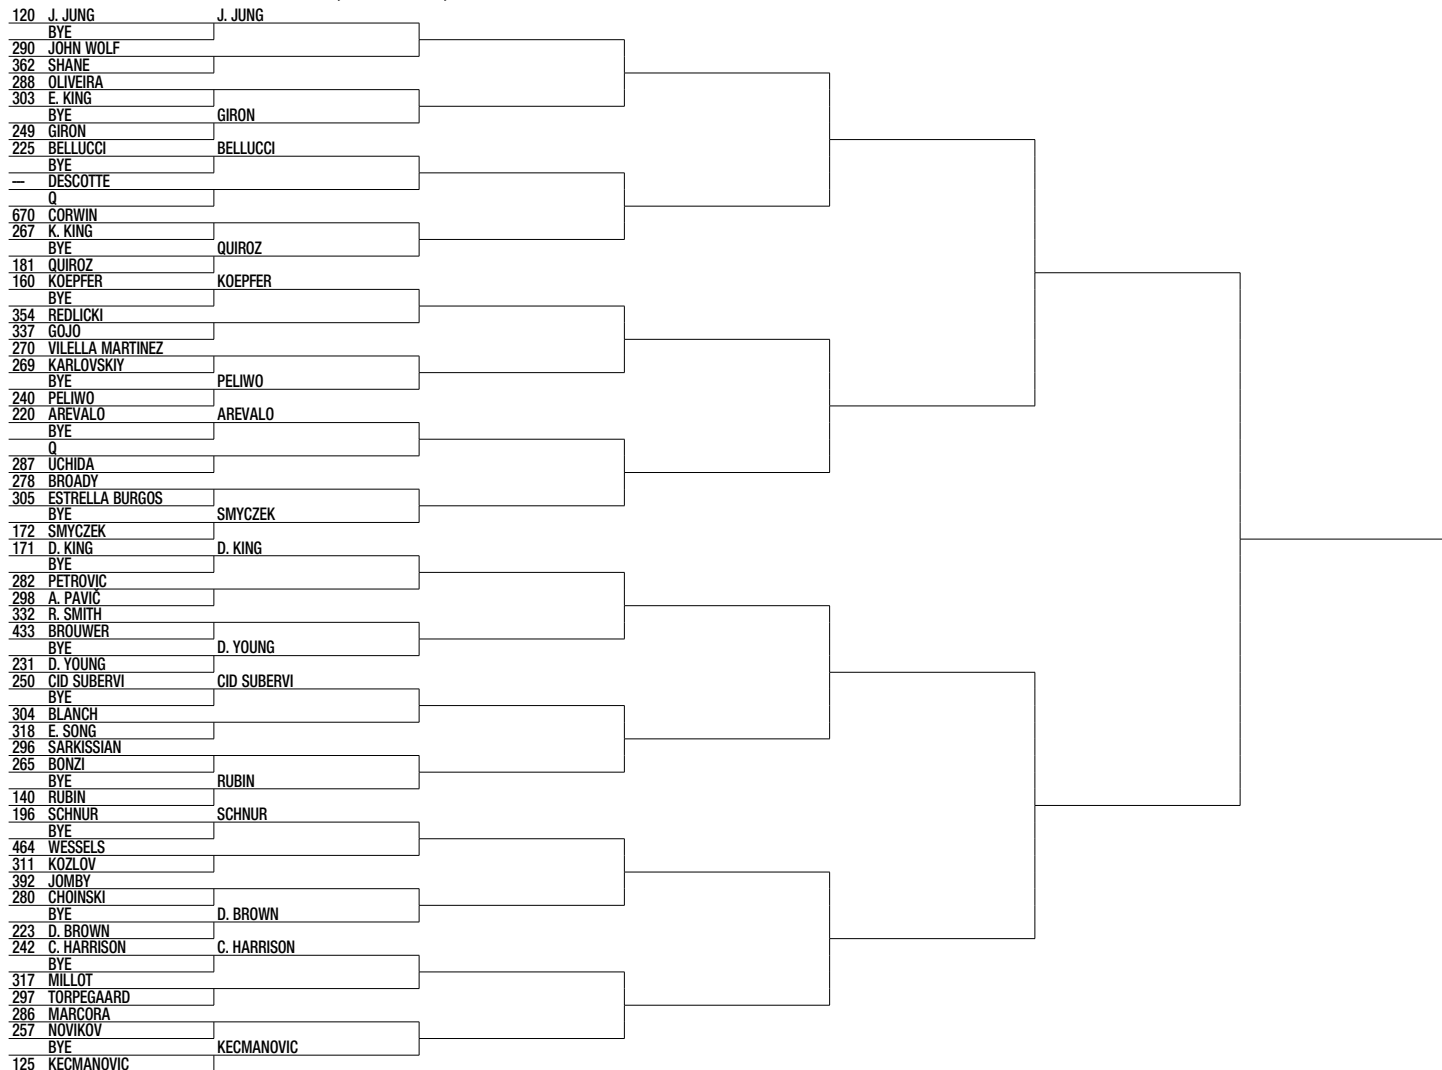 120 J. JUNG J. JUNG
BYE
290 JOHN WOLF
362 SHANE
288 OLIVEIRA
303 E. KING
BYE GIRON
249 GIRON
225 BELLUCCI BELLUCCI
BYE
— DESCOTTE
Q
670 CORWIN
267 K. KING
BYE QUIROZ
181 QUIROZ
160 KOEPFER KOEPFER
BYE
354 REDLICKI
337 GOJO
270 VILELLA MARTINEZ
269 KARLOVSKIY
BYE PELIWO
240 PELIWO
220 AREVALO AREVALO
BYE
Q
287 UCHIDA
278 BROADY
305 ESTRELLA BURGOS
BYE SMYCZEK
172 SMYCZEK
171 D. KING D. KING
BYE
282 PETROVIC
298 A. PAVIČ
332 R. SMITH
433 BROUWER
BYE D. YOUNG
231 D. YOUNG
250 CID SUBERVI CID SUBERVI
BYE
304 BLANCH
318 E. SONG
296 SARKISSIAN
265 BONZI
BYE RUBIN
140 RUBIN
196 SCHNUR SCHNUR
BYE
464 WESSELS
311 KOZLOV
392 JOMBY
280 CHOINSKI
BYE D. BROWN
223 D. BROWN
242 C. HARRISON C. HARRISON
BYE
317 MILLOT
297 TORPEGAARD
286 MARCORA
257 NOVIKOV
BYE KECMANOVIC
125 KECMANOVIC